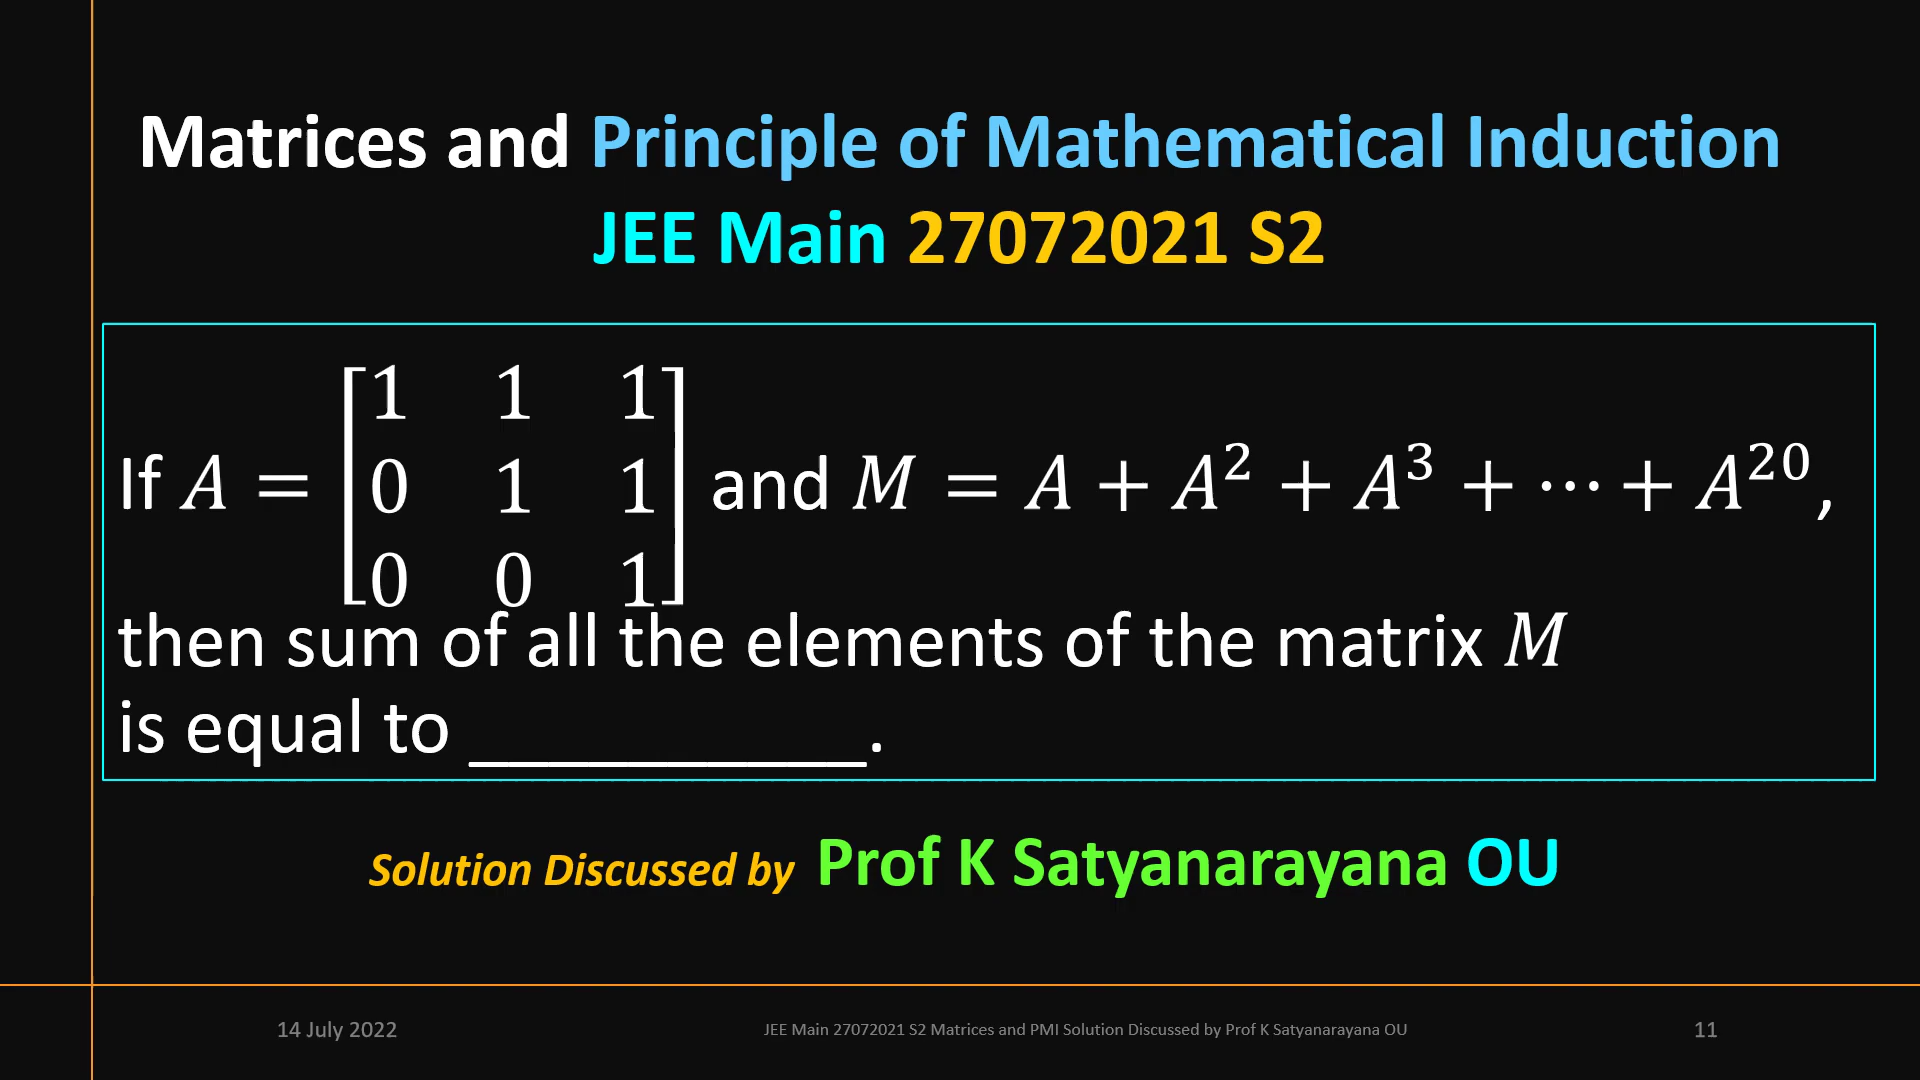 Matrices and Principle of Mathematical Induction
JEE Main 27072021 S2
If A = [1 1 1
0 1 1
0 0 1] and M = A + A² + A³ + ⋯ + A²⁰,
then sum of all the elements of the matrix M
is equal to __________.
Solution Discussed by Prof K Satyanarayana OU
14 July 2022
JEE Main 27072021 S2 Matrices and PMI Solution Discussed by Prof K Satyanarayana OU
11